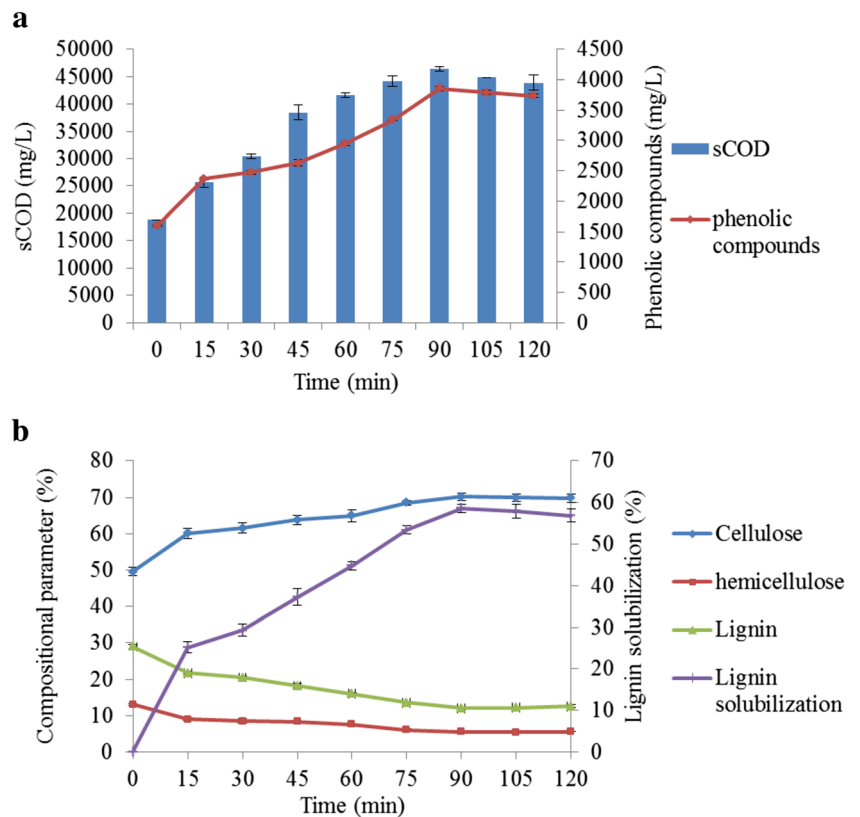 a
50000
45000
40000
35000
30000
25000
20000
15000
10000
5000
0
sCOD (mg/L)
4500
4000
3500
3000
2500
2000
1500
1000
500
0
Phenolic compounds (mg/L)
0 15 30 45 60 75 90 105 120
Time (min)
sCOD
phenolic
compounds
b
80
70
60
50
40
30
20
10
0
Compositional parameter (%)
70
60
50
40
30
20
10
0
Lignin solubilization (%)
0 15 30 45 60 75 90 105 120
Time (min)
Cellulose
hemicellulose
Lignin
Lignin
solubilization